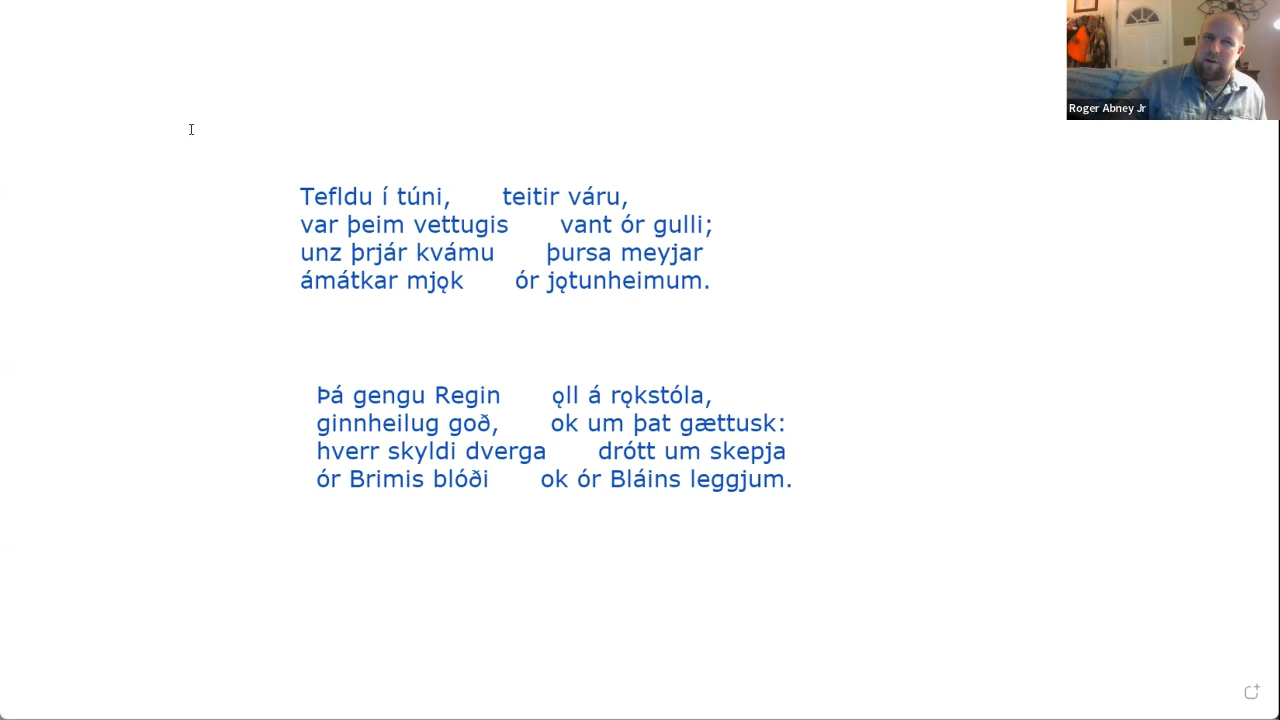 Roger Abney Jr
Tefldu í túni, teitir váru,
var þeim vettugis vant ór gulli;
unz þrjár kvámu þursa meyjar
ámátkar mjǫk ór jǫtunheimum.
Þá gengu Regin ǫll á rǫkstóla,
ginnheilug goð, ok um þat gættusk:
hverr skyldi dverga drótt um skepja
ór Brimis blóði ok ór Bláins leggjum.